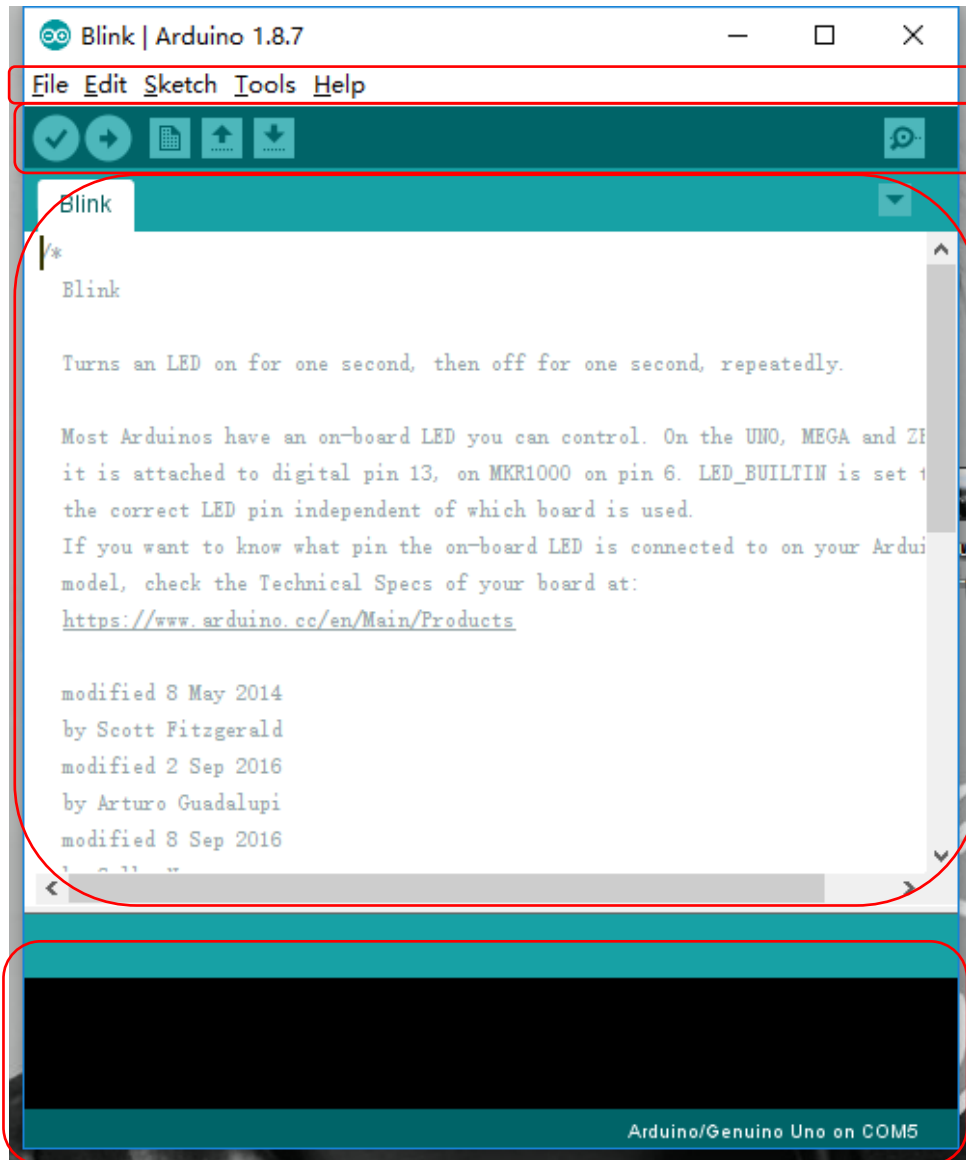 Blink | Arduino 1.8.7
File Edit Sketch Tools Help
Blink
/*
Blink
Turns an LED on for one second, then off for one second, repeatedly.
Most Arduinos have an on-board LED you can control. On the UNO, MEGA and
it is attached to digital pin 13, on MKR1000 on pin 6. LED_BUILTIN is set
the correct LED pin independent of which board is used.
If you want to know what pin the on-board LED is connected to on your
model, check the Technical Specs of your board at:
https://www.arduino.cc/en/Main/Products
modified 8 May 2014
by Scott Fitzgerald
modified 2 Sep 2016
by Arturo Guadalupi
modified 8 Sep 2016
Arduino/Genuino Uno on COM5